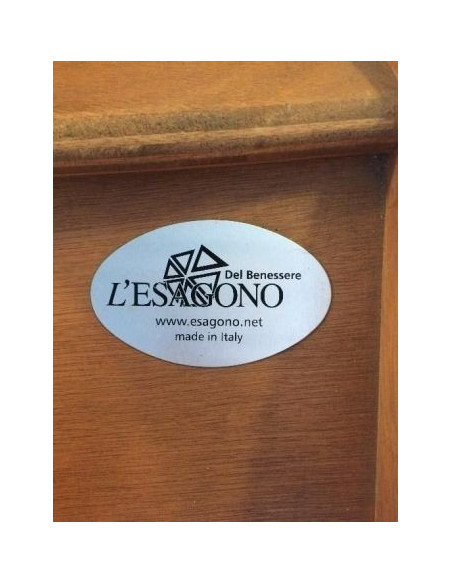 Del Benessere
L'ESAGONO
www.esagono.net
made in Italy